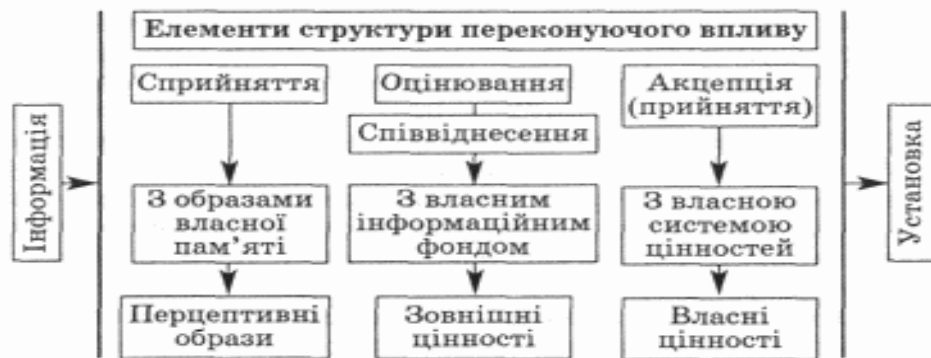 Елементи структури переконуючого впливу
Інформація
Сприйняття
Оцінювання
Акцепція
(прийняття)
Співвіднесення
З образами
власної
пам’яті
З власним
інформаційним
фондом
З власною
системою
цінностей
Перцептивні
образи
Зовнішні
цінності
Власні
цінності
Установка